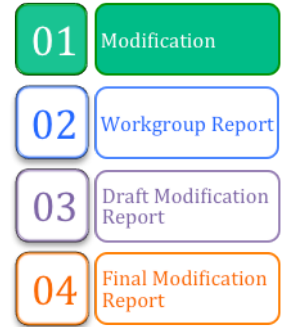 01 Modification
02 Workgroup Report
03 Draft Modification
Report
04 Final Modification
Report